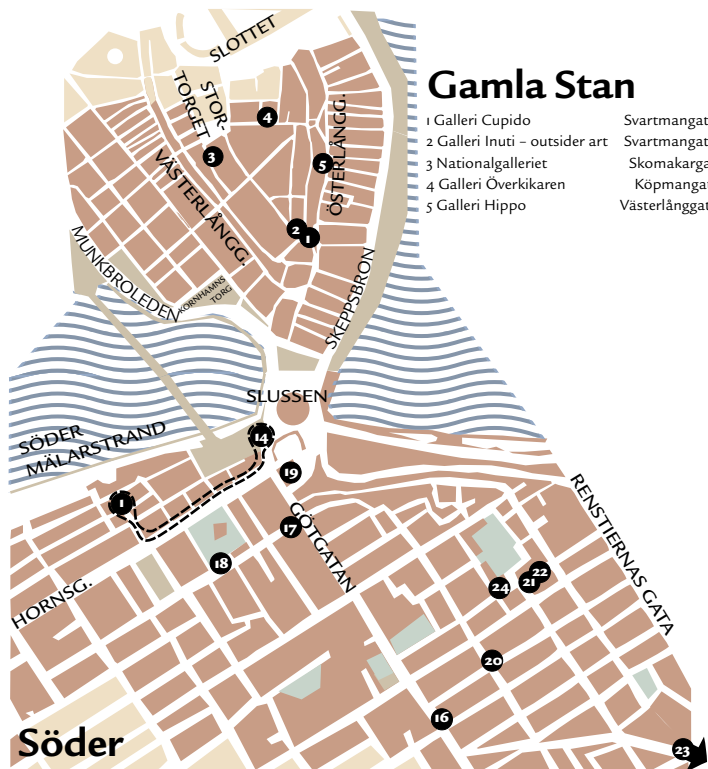 SLOTTET
STOR-
TORGET
4
3
5
ÖSTERLÅNGG.
VÄSTERLÅNGG.
2
1
MUNKBROLEDEN
KORNHAMNS
TORG
SKEPPSBRON
Gamla Stan
1 Galleri Cupido Svartmangat
2 Galleri Inuti – outsider art Svartmangat
3 Nationalgalleriet Skomakarga
4 Galleri Överkikaren Köpmangat
5 Galleri Hippo Västerlånggat
SLUSSEN
SÖDER
MÄLARSTRAND
14
19
1
17
GÖTGATAN
18
HORNSG.
RENSTIERNAS GATA
22
21
24
20
16
23
Söder